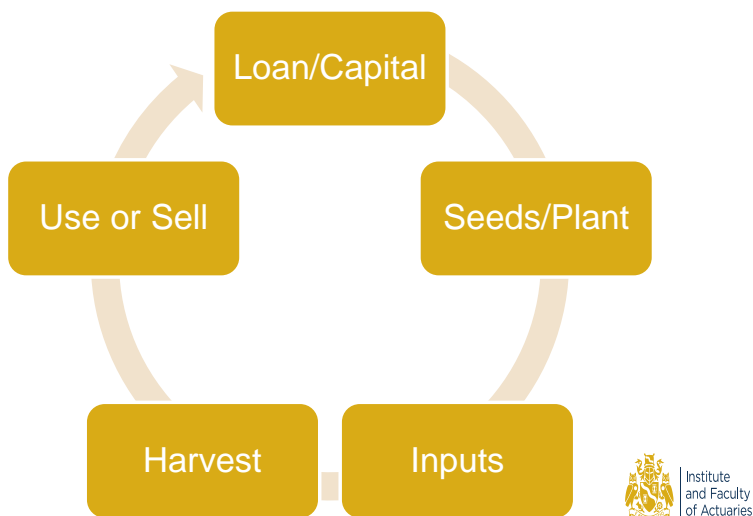 Loan/Capital
Seeds/Plant
Inputs
Harvest
Use or Sell
Institute
and Faculty
of Actuaries